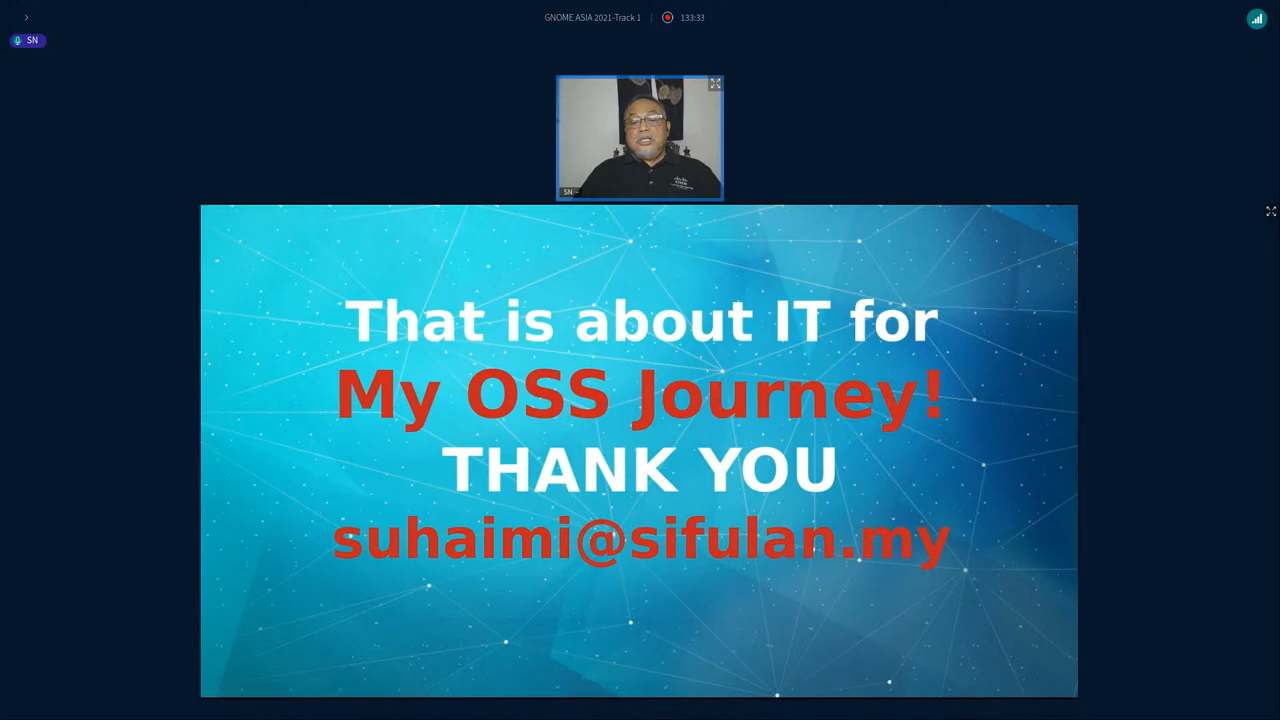 GNOME ASIA 2021-Track 1
133:33
SN
SN
That is about IT for
My OSS Journey!
THANK YOU
suhaimi@sifulan.my